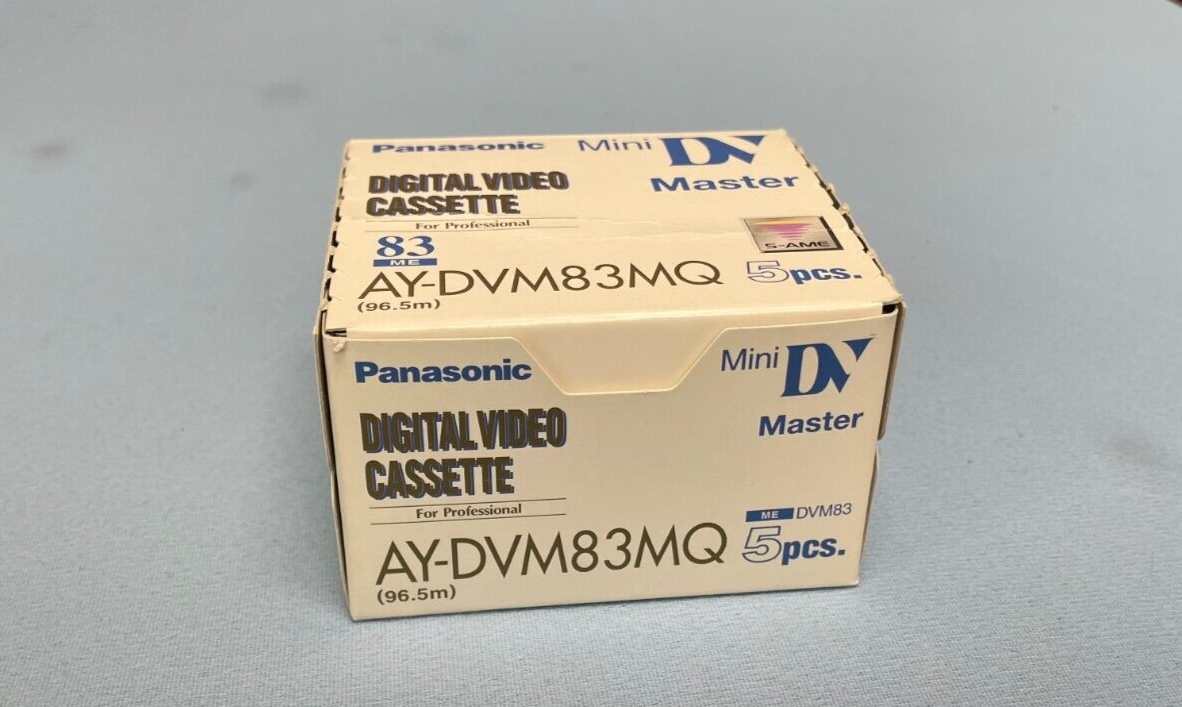 Panasonic
Mini DV
Master
DIGITAL VIDEO
CASSETTE
For Professional
83
ME
S-AME
AY-DVM83MQ
5pcs.
(96.5m)
Panasonic
Mini DV
Master
DIGITAL VIDEO
CASSETTE
For Professional
ME DVM83
AY-DVM83MQ
5pcs.
(96.5m)